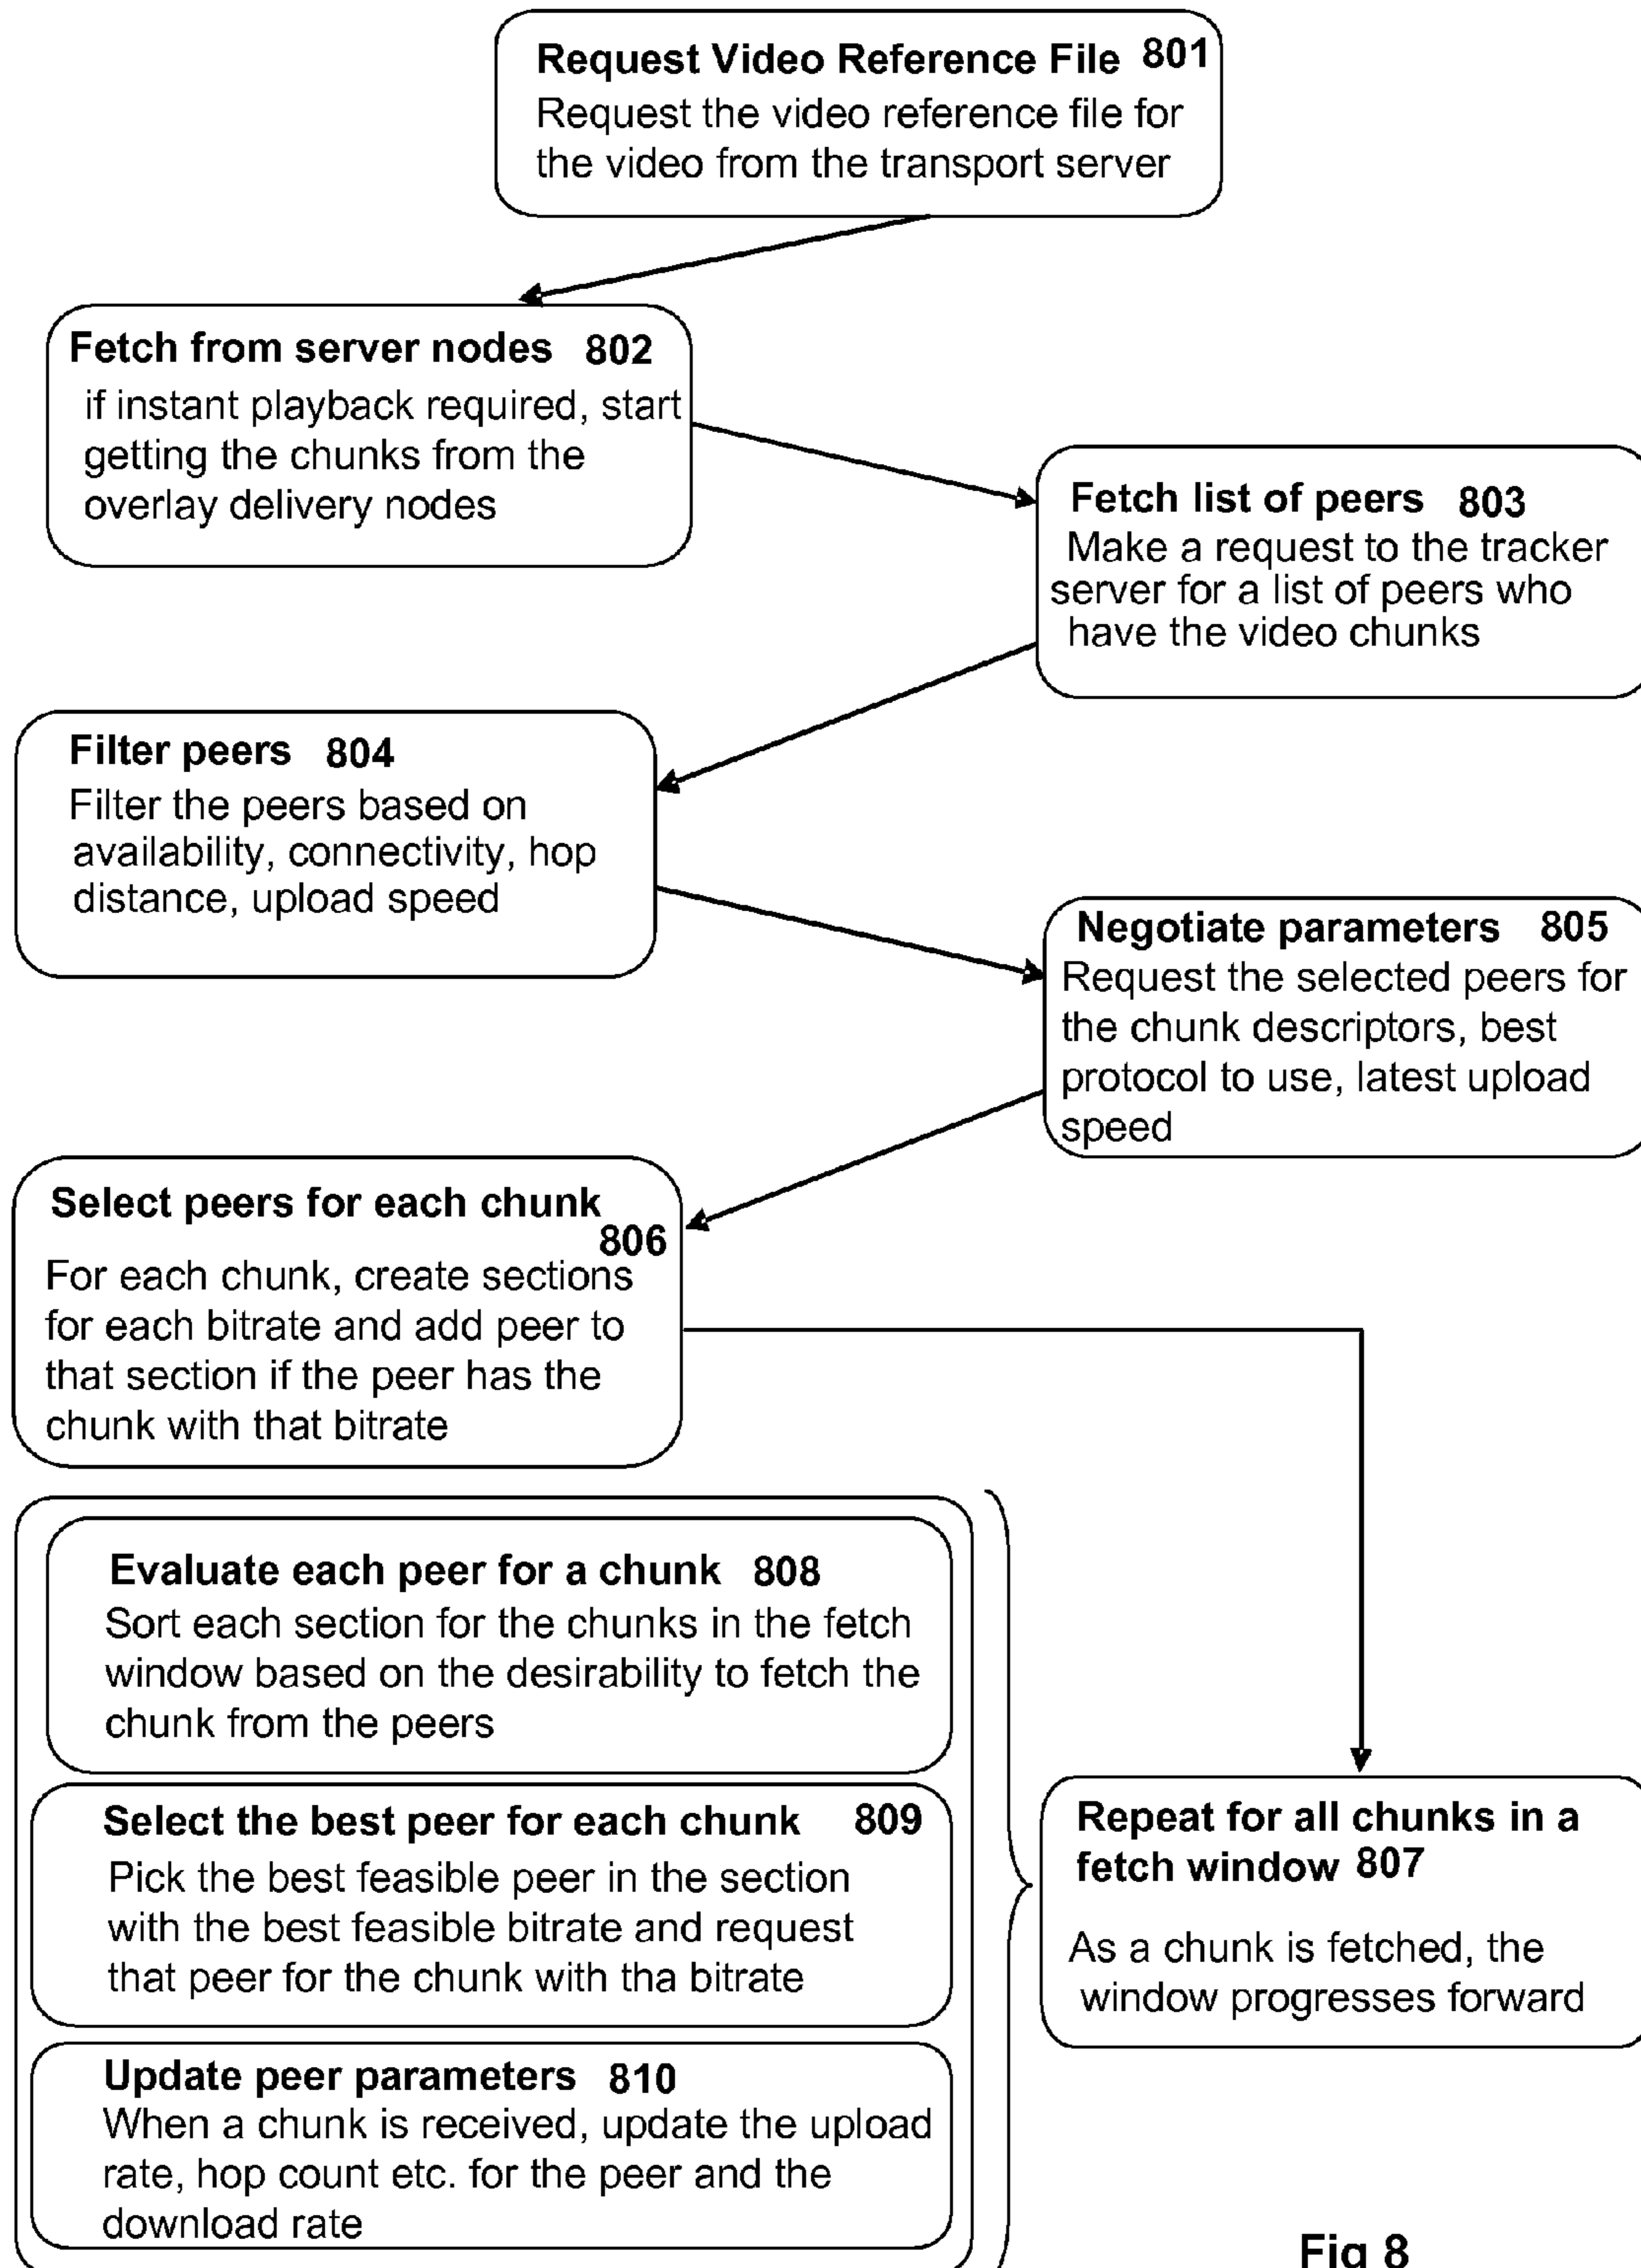 Request Video Reference File 801
Request the video reference file for
the video from the transport server
Fetch from server nodes 802
if instant playback required, start
getting the chunks from the
overlay delivery nodes
Fetch list of peers 803
Make a request to the tracker
server for a list of peers who
have the video chunks
Filter peers 804
Filter the peers based on
availability, connectivity, hop
distance, upload speed
Negotiate parameters 805
Request the selected peers for
the chunk descriptors, best
protocol to use, latest upload
speed
Select peers for each chunk
806
For each chunk, create sections
for each bitrate and add peer to
that section if the peer has the
chunk with that bitrate
Evaluate each peer for a chunk 808
Sort each section for the chunks in the fetch
window based on the desirability to fetch the
chunk from the peers
Select the best peer for each chunk 809
Pick the best feasible peer in the section
with the best feasible bitrate and request
that peer for the chunk with tha bitrate
Update peer parameters 810
When a chunk is received, update the upload
rate, hop count etc. for the peer and the
download rate
Repeat for all chunks in a
fetch window 807
As a chunk is fetched, the
window progresses forward
Fig 8